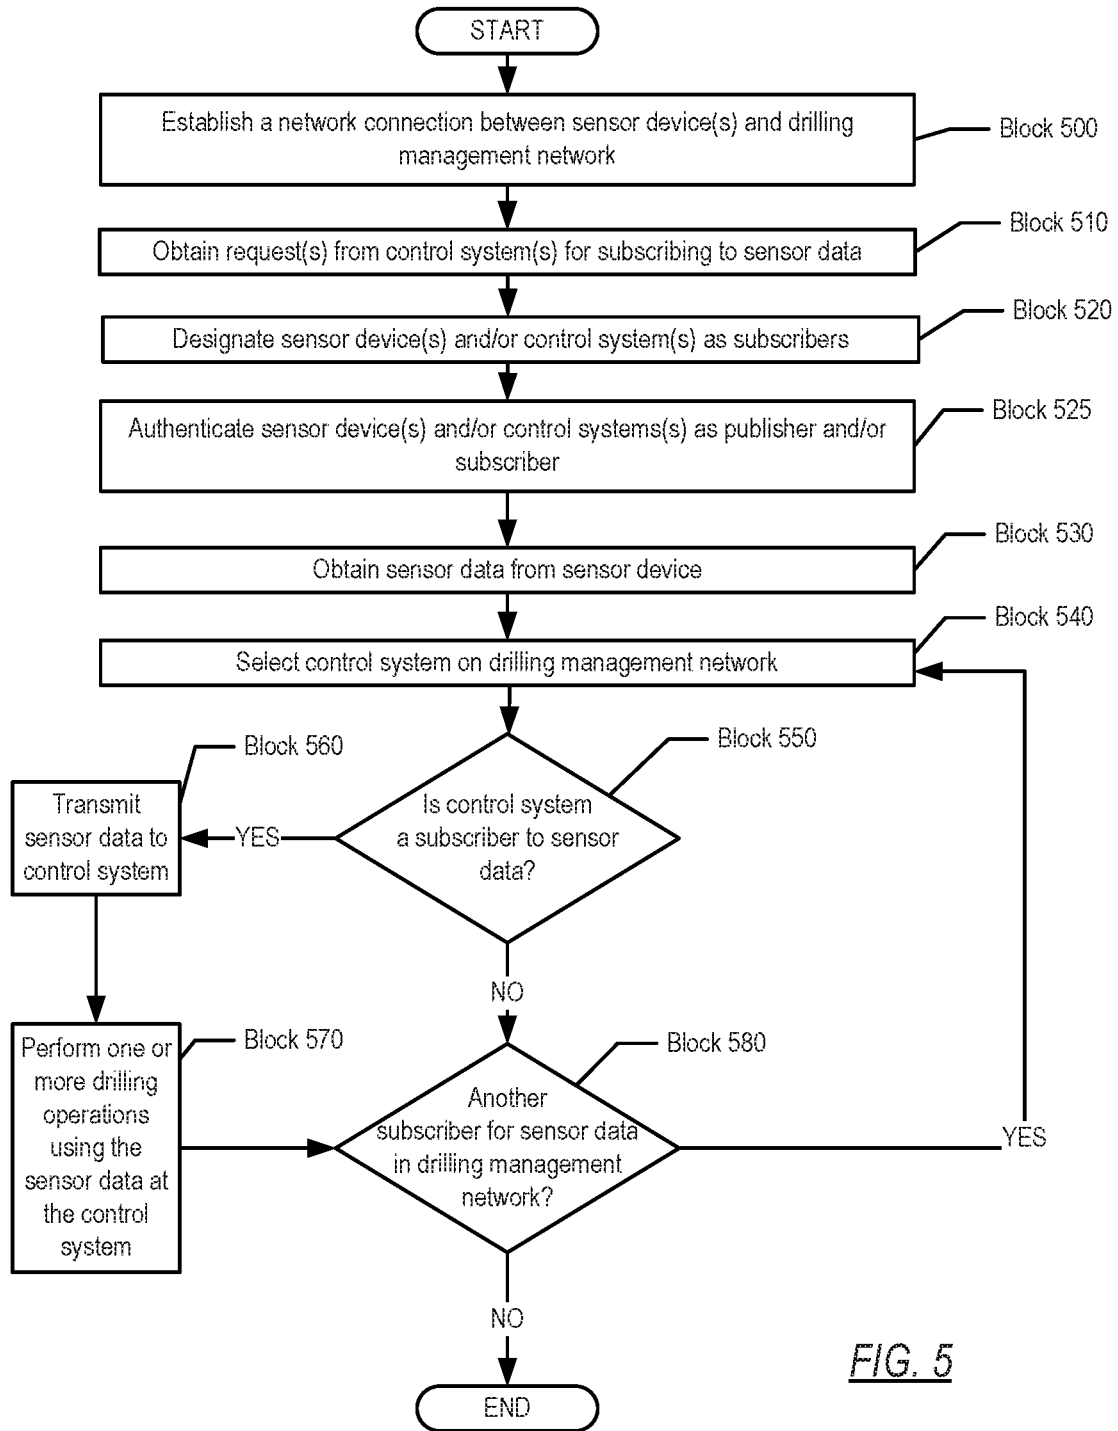 START
Establish a network connection between sensor device(s) and drilling
management network
Block 500
Obtain request(s) from control system(s) for subscribing to sensor data
Block 510
Designate sensor device(s) and/or control system(s) as subscribers
Block 520
Authenticate sensor device(s) and/or control systems(s) as publisher and/or
subscriber
Block 525
Obtain sensor data from sensor device
Block 530
Select control system on drilling management network
Block 540
Is control system
a subscriber to sensor
data?
Block 550
YES
Transmit
sensor data to
control system
Block 560
NO
Perform one or
more drilling
operations
using the
sensor data at
the control
system
Block 570
Another
subscriber for sensor data
in drilling management
network?
Block 580
YES
NO
END
FIG. 5